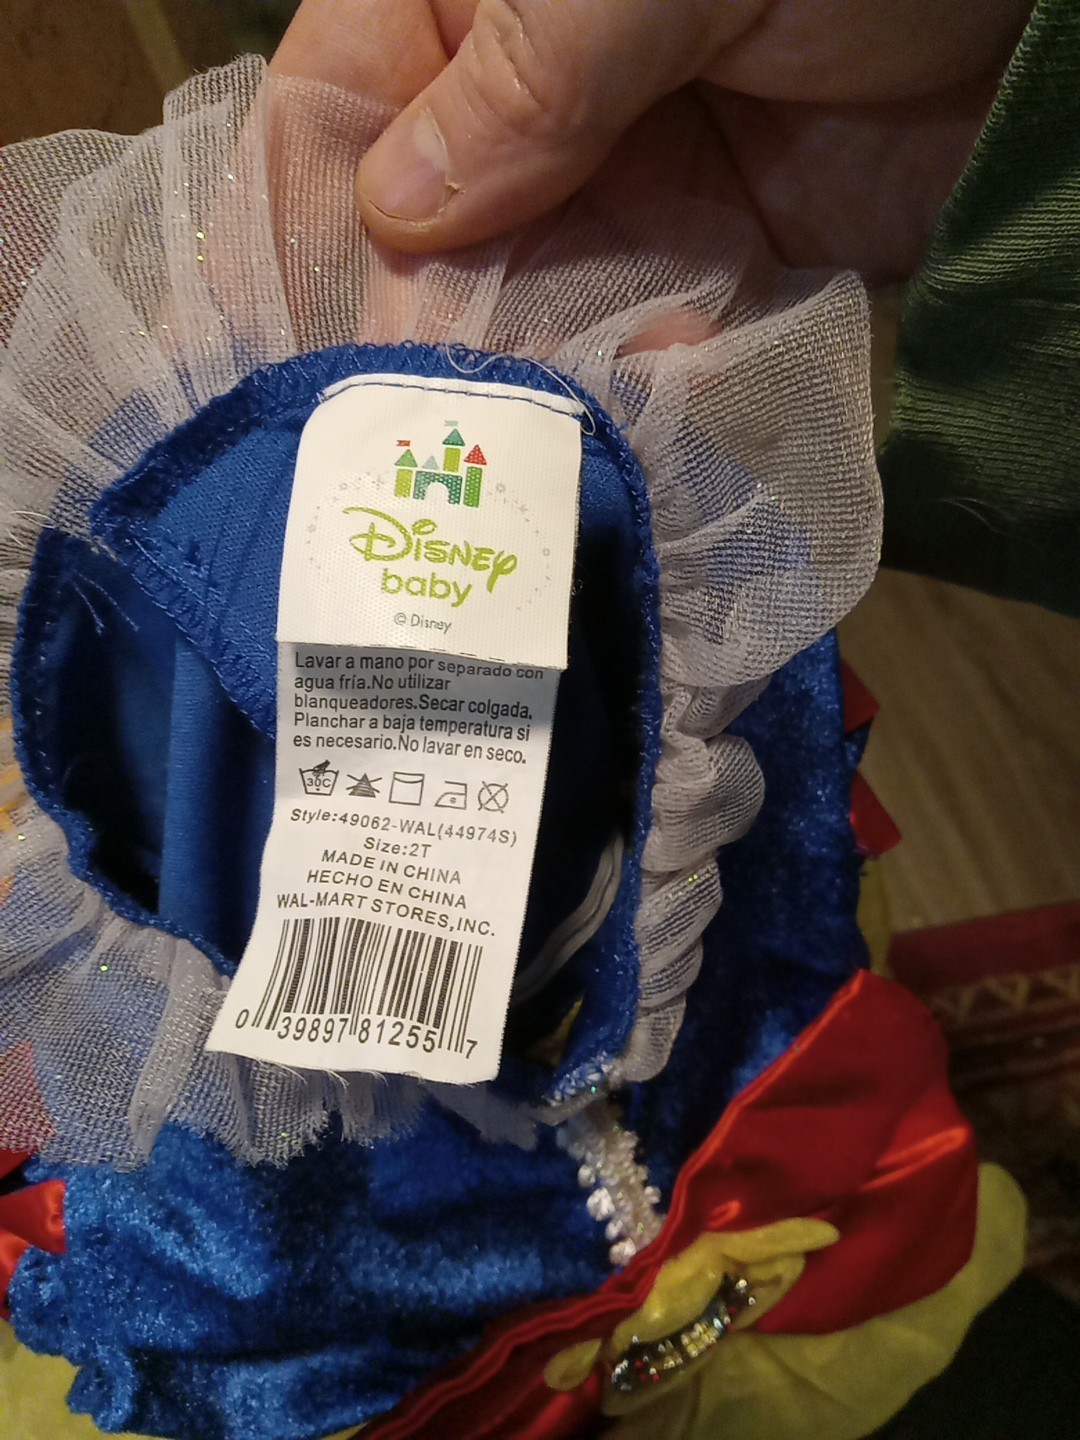 Disney
baby
© Disney
Lavar a mano por separado con
agua fría.No utilizar
blanqueadores.Secar colgada.
Planchar a baja temperatura si
es necesario.No lavar en seco.
30C
Style:49062-WAL(44974S)
Size:2T
MADE IN CHINA
HECHO EN CHINA
WAL-MART STORES,INC.
0 39897 81255 7